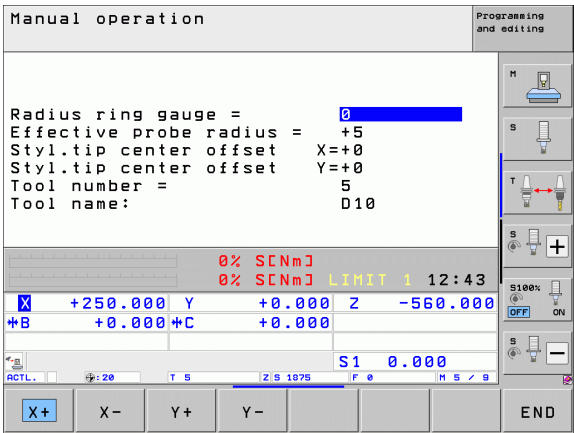 Manual operation
Programming
and editing
Radius ring gauge = 0
Effective probe radius = +5
Styl.tip center offset X=+0
Styl.tip center offset Y=+0
Tool number = 5
Tool name: D10
0% S[Nm]
0% S[Nm] LIMIT 1 12:43
X +250.000 Y +0.000 Z -560.000
B +0.000 C +0.000
S1 0.000
ACTL. :20 T 5 Z S 1875 F 0 M 5 / 9
M
S
T
S
+
S100%
OFF ON
S
−
X+ X- Y+ Y- END